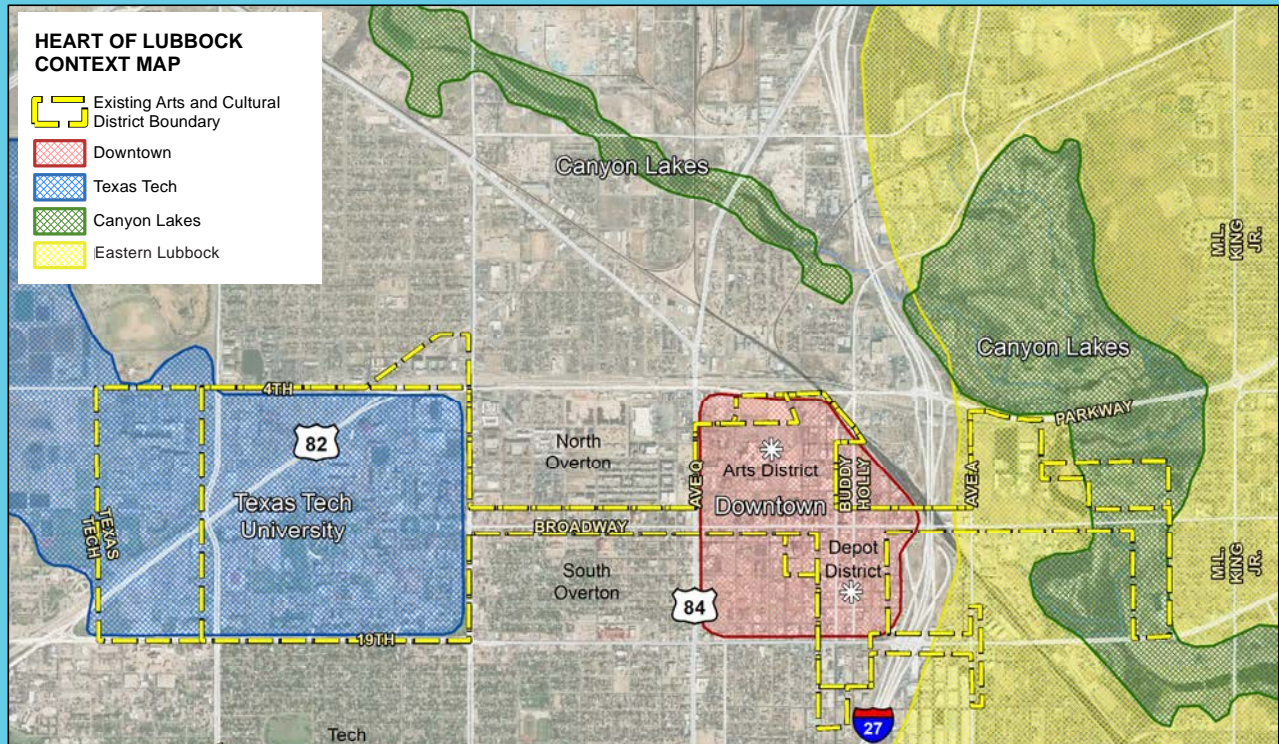 HEART OF LUBBOCK
CONTEXT MAP
Existing Arts and Cultural
District Boundary
Downtown
Texas Tech
Canyon Lakes
Eastern Lubbock
Canyon Lakes
M.L.
KING
JR.
Canyon Lakes
4TH
PARKWAY
82
North
Overton
AVE Q
Arts District
BUDDY
HOLLY
AVE A
Texas Tech
University
TEXAS
TECH
Downtown
BROADWAY
South
Overton
Depot
District
M.L.
KING
JR.
84
19TH
27
Tech